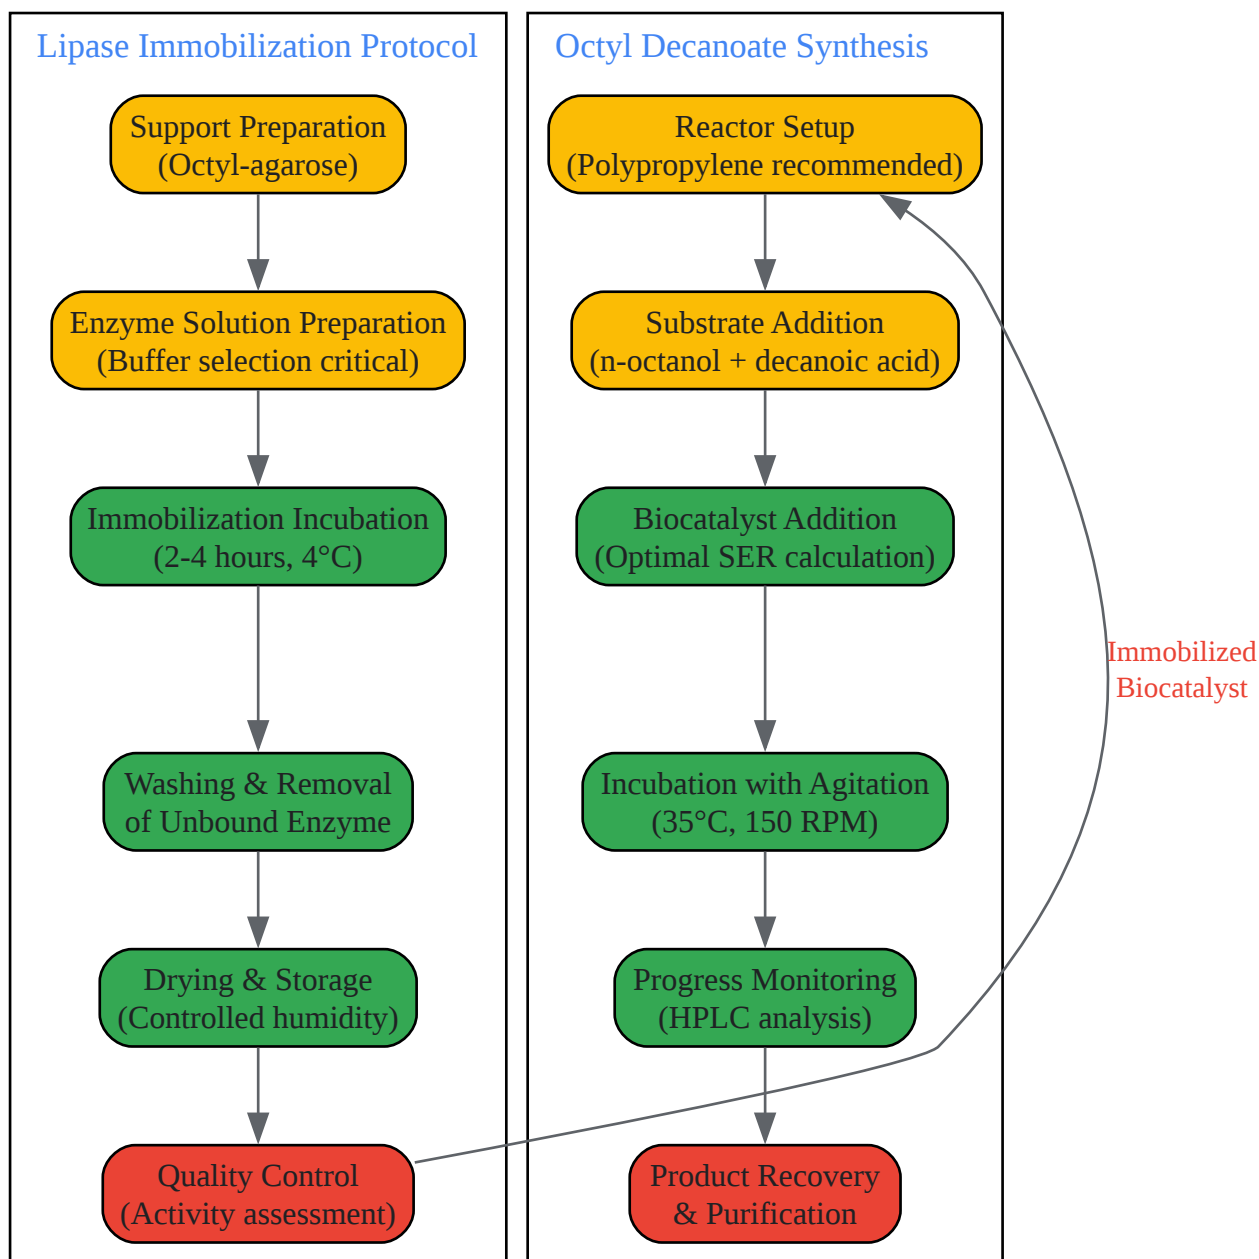 Lipase Immobilization Protocol
Support Preparation
(Octyl-agarose)
Enzyme Solution Preparation
(Buffer selection critical)
Immobilization Incubation
(2-4 hours, 4°C)
Washing & Removal
of Unbound Enzyme
Drying & Storage
(Controlled humidity)
Quality Control
(Activity assessment)
Octyl Decanoate Synthesis
Reactor Setup
(Polypropylene recommended)
Substrate Addition
(n-octanol + decanoic acid)
Biocatalyst Addition
(Optimal SER calculation)
Incubation with Agitation
(35°C, 150 RPM)
Progress Monitoring
(HPLC analysis)
Product Recovery
& Purification
Immobilized
Biocatalyst